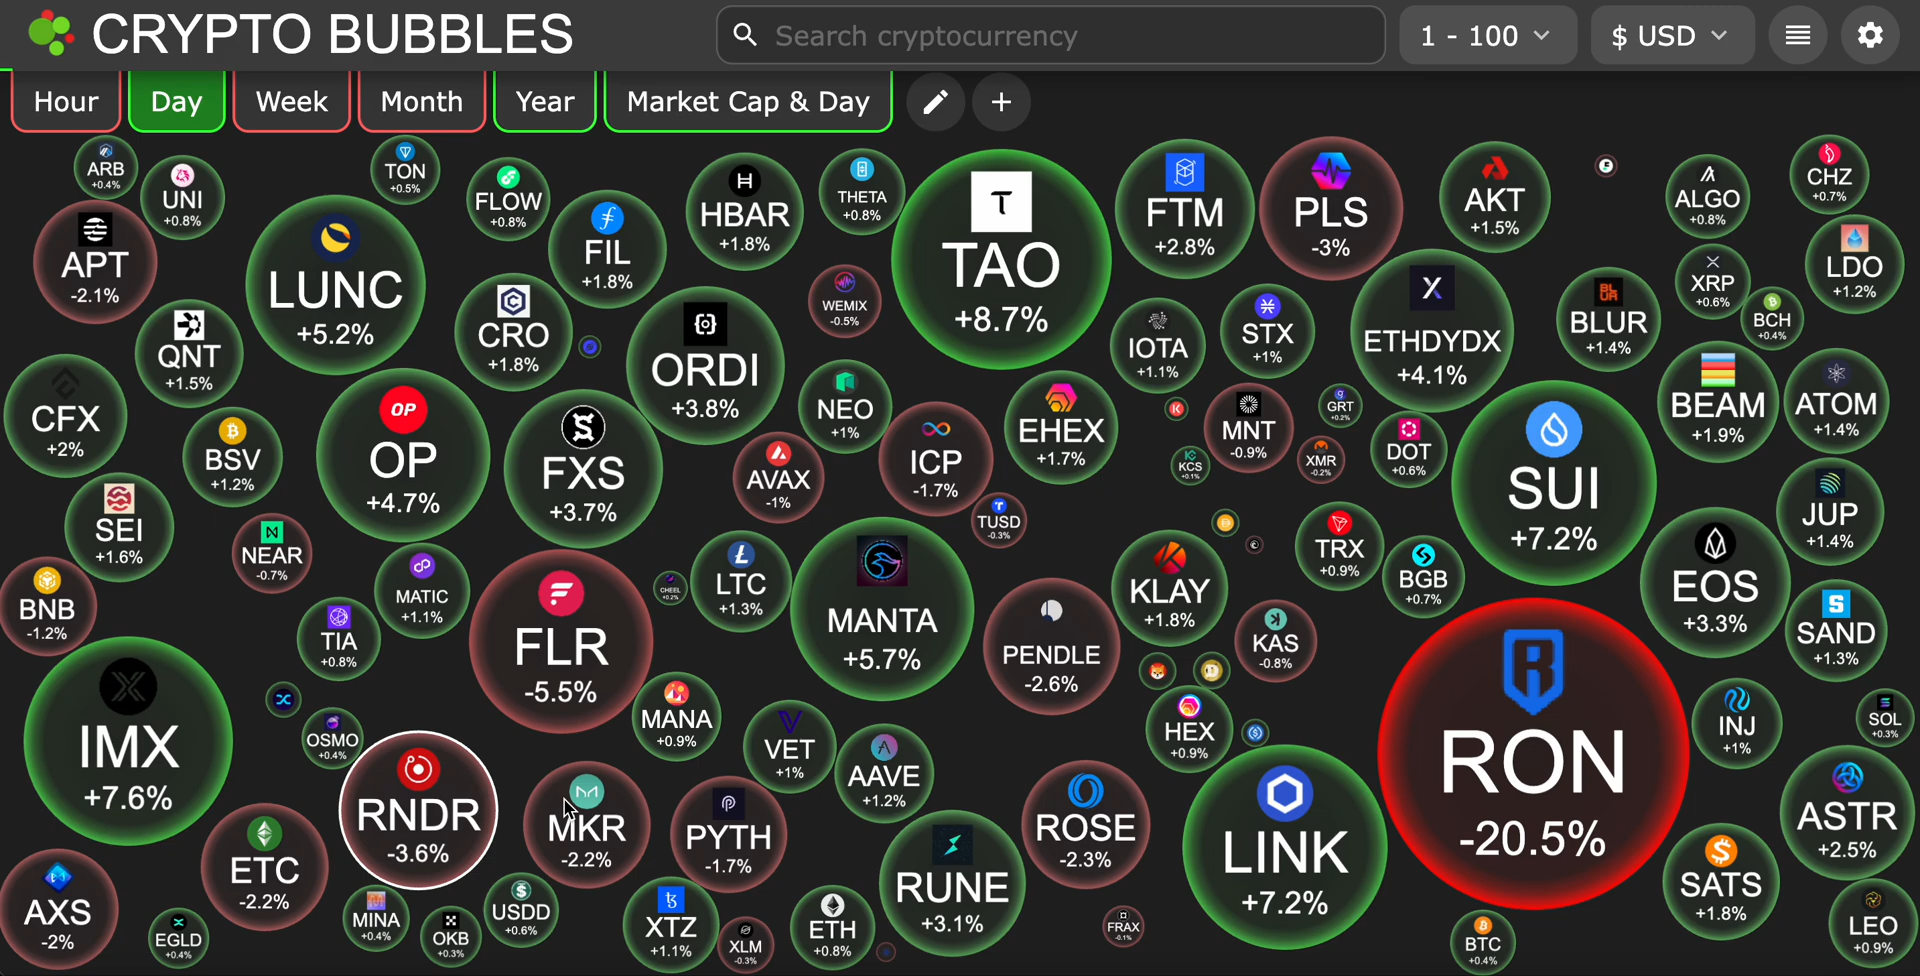 CRYPTO BUBBLES
Search cryptocurrency
1 - 100
$ USD
Hour
Day
Week
Month
Year
Market Cap & Day
+
ARB
+0.4%
UNI
+0.8%
TON
+0.5%
FLOW
+0.8%
FIL
+1.8%
HBAR
+1.8%
THETA
+0.8%
T
TAO
+8.7%
FTM
+2.8%
PLS
-3%
AKT
+1.5%
ALGO
+0.8%
CHZ
+0.7%
APT
-2.1%
LUNC
+5.2%
QNT
+1.5%
CRO
+1.8%
ORDI
+3.8%
WEMIX
-0.5%
IOTA
+1.1%
STX
+1%
X
ETHDYDX
+4.1%
BLUR
BLUR
+1.4%
XRP
+0.6%
BCH
+0.4%
LDO
+1.2%
CFX
+2%
BSV
+1.2%
OP
OP
+4.7%
FXS
+3.7%
NEO
+1%
AVAX
-1%
ICP
-1.7%
EHEX
+1.7%
KCS
+0.1%
MNT
-0.9%
GRT
+0.2%
XMR
-0.2%
DOT
+0.6%
SUI
+7.2%
BEAM
+1.9%
ATOM
+1.4%
SEI
+1.6%
NEAR
-0.7%
TUSD
-0.3%
JUP
+1.4%
BNB
-1.2%
TIA
+0.8%
MATIC
+1.1%
FLR
-5.5%
CHEEL
+0.2%
LTC
+1.3%
MANTA
+5.7%
PENDLE
-2.6%
KLAY
+1.8%
TRX
+0.9%
BGB
+0.7%
EOS
+3.3%
SAND
+1.3%
KAS
-0.8%
IMX
+7.6%
OSMO
+0.4%
MANA
+0.9%
VET
+1%
AAVE
+1.2%
HEX
+0.9%
RON
-20.5%
INJ
+1%
SOL
+0.3%
RNDR
-3.6%
MKR
-2.2%
PYTH
-1.7%
ROSE
-2.3%
LINK
+7.2%
ASTR
+2.5%
ETC
-2.2%
AXS
-2%
EGLD
+0.4%
MINA
+0.4%
OKB
+0.3%
USDD
+0.6%
XTZ
+1.1%
XLM
-0.3%
ETH
+0.8%
RUNE
+3.1%
FRAX
-0.1%
BTC
+0.4%
SATS
+1.8%
LEO
+0.9%